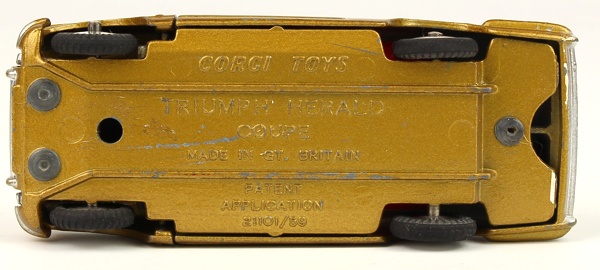 CORGI TOYS
TRIUMPH HERALD
COUPE
MADE IN GT. BRITAIN
PATENT
APPLICATION
21101/59